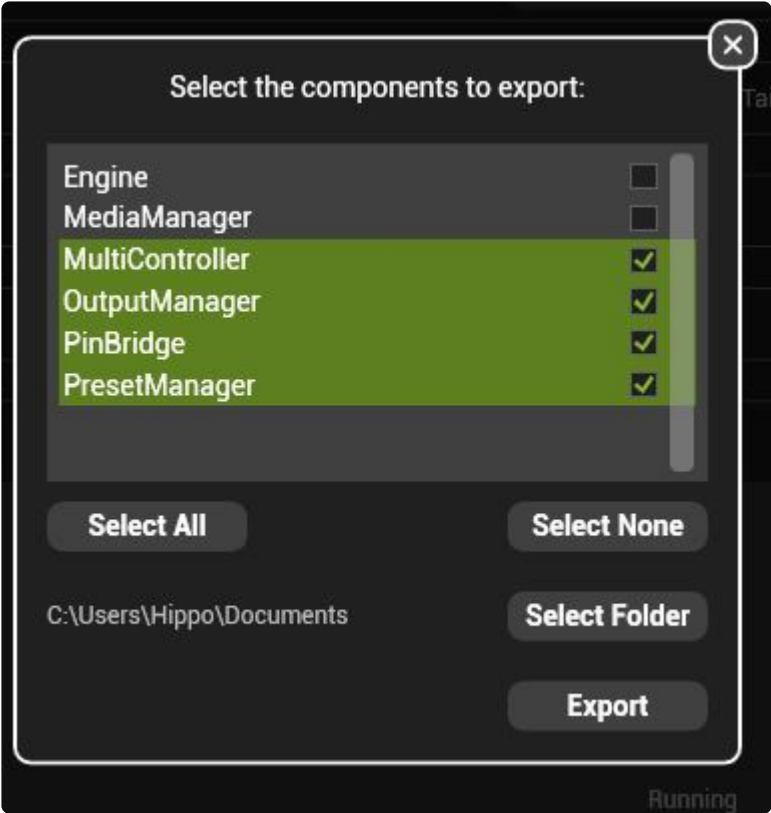 Select the components to export:
Engine
MediaManager
MultiController
OutputManager
PinBridge
PresetManager
Select All
Select None
C:\Users\Hippo\Documents
Select Folder
Export
Running